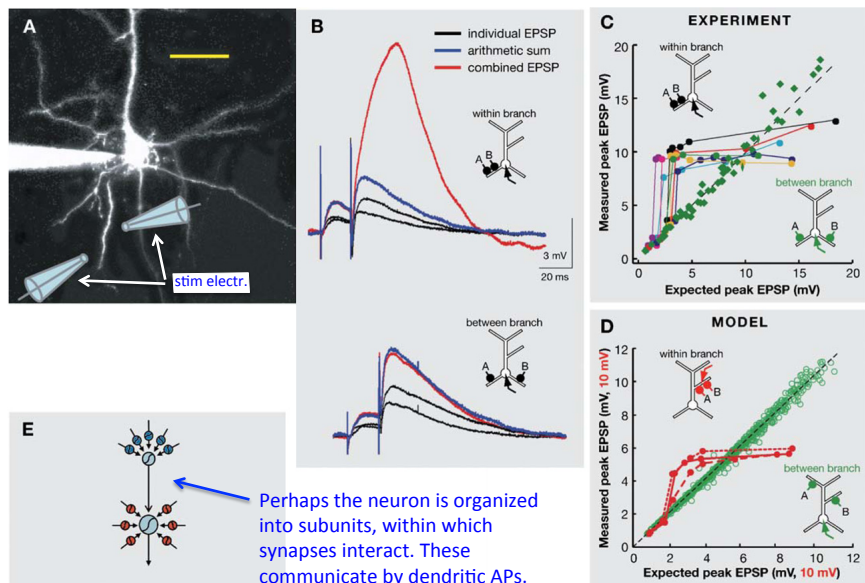 A
stim electr.
B
individual EPSP
arithmetic sum
combined EPSP
within branch
A
B
3 mV
20 ms
between branch
A
B
C
EXPERIMENT
Measured peak EPSP (mV)
20
15
10
5
0
within branch
A
B
between branch
A
B
0
5
10
15
20
Expected peak EPSP (mV)
D
MODEL
Measured peak EPSP (mV, 10 mV)
12
10
8
6
4
2
0
within branch
A
B
between branch
A
B
0
2
4
6
8
10
12
Expected peak EPSP (mV, 10 mV)
E
Perhaps the neuron is organized
into subunits, within which
synapses interact. These
communicate by dendritic APs.